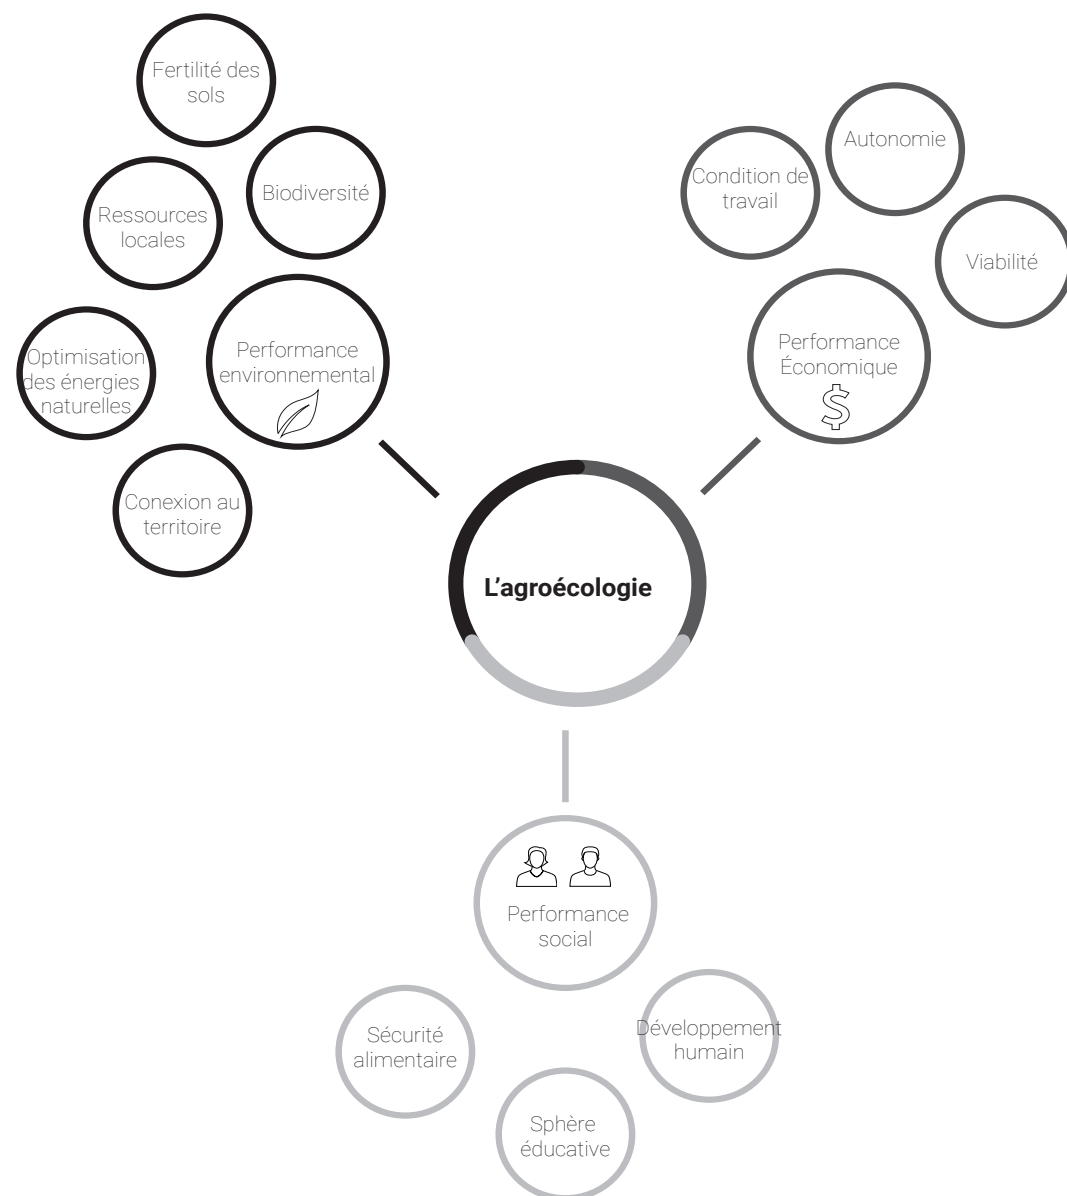 Fertilité des
sols
Biodiversité
Ressources
locales
Performance
environnemental
Optimisation
des énergies
naturelles
Conexion au
territoire
Autonomie
Condition de
travail
Viabilité
Performance
Économique
$
L’agroécologie
Performance
social
Sécurité
alimentaire
Développement
humain
Sphère
éducative